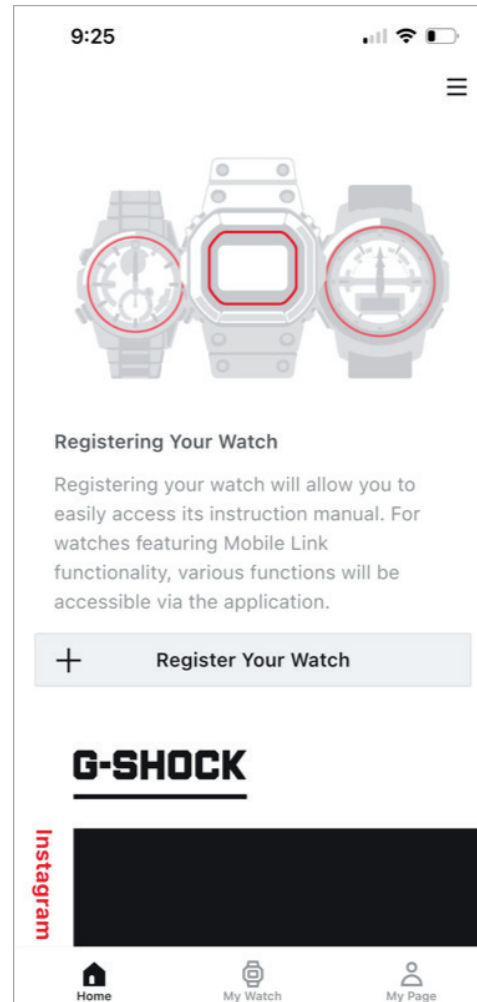 9:25
Registering Your Watch
Registering your watch will allow you to
easily access its instruction manual. For
watches featuring Mobile Link
functionality, various functions will be
accessible via the application.
Register Your Watch
G-SHOCK
Instagram
Home
My Watch
My Page